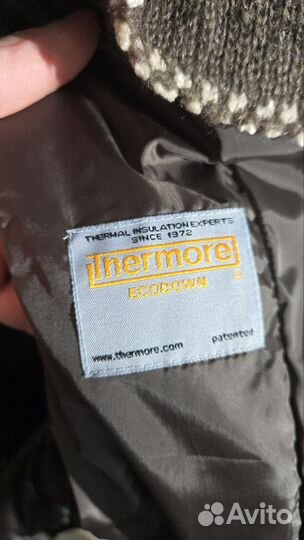 THERMAL INSULATION EXPERTS
SINCE 1972
Thermore
ECODOWN
www.thermore.com
patented
Avito